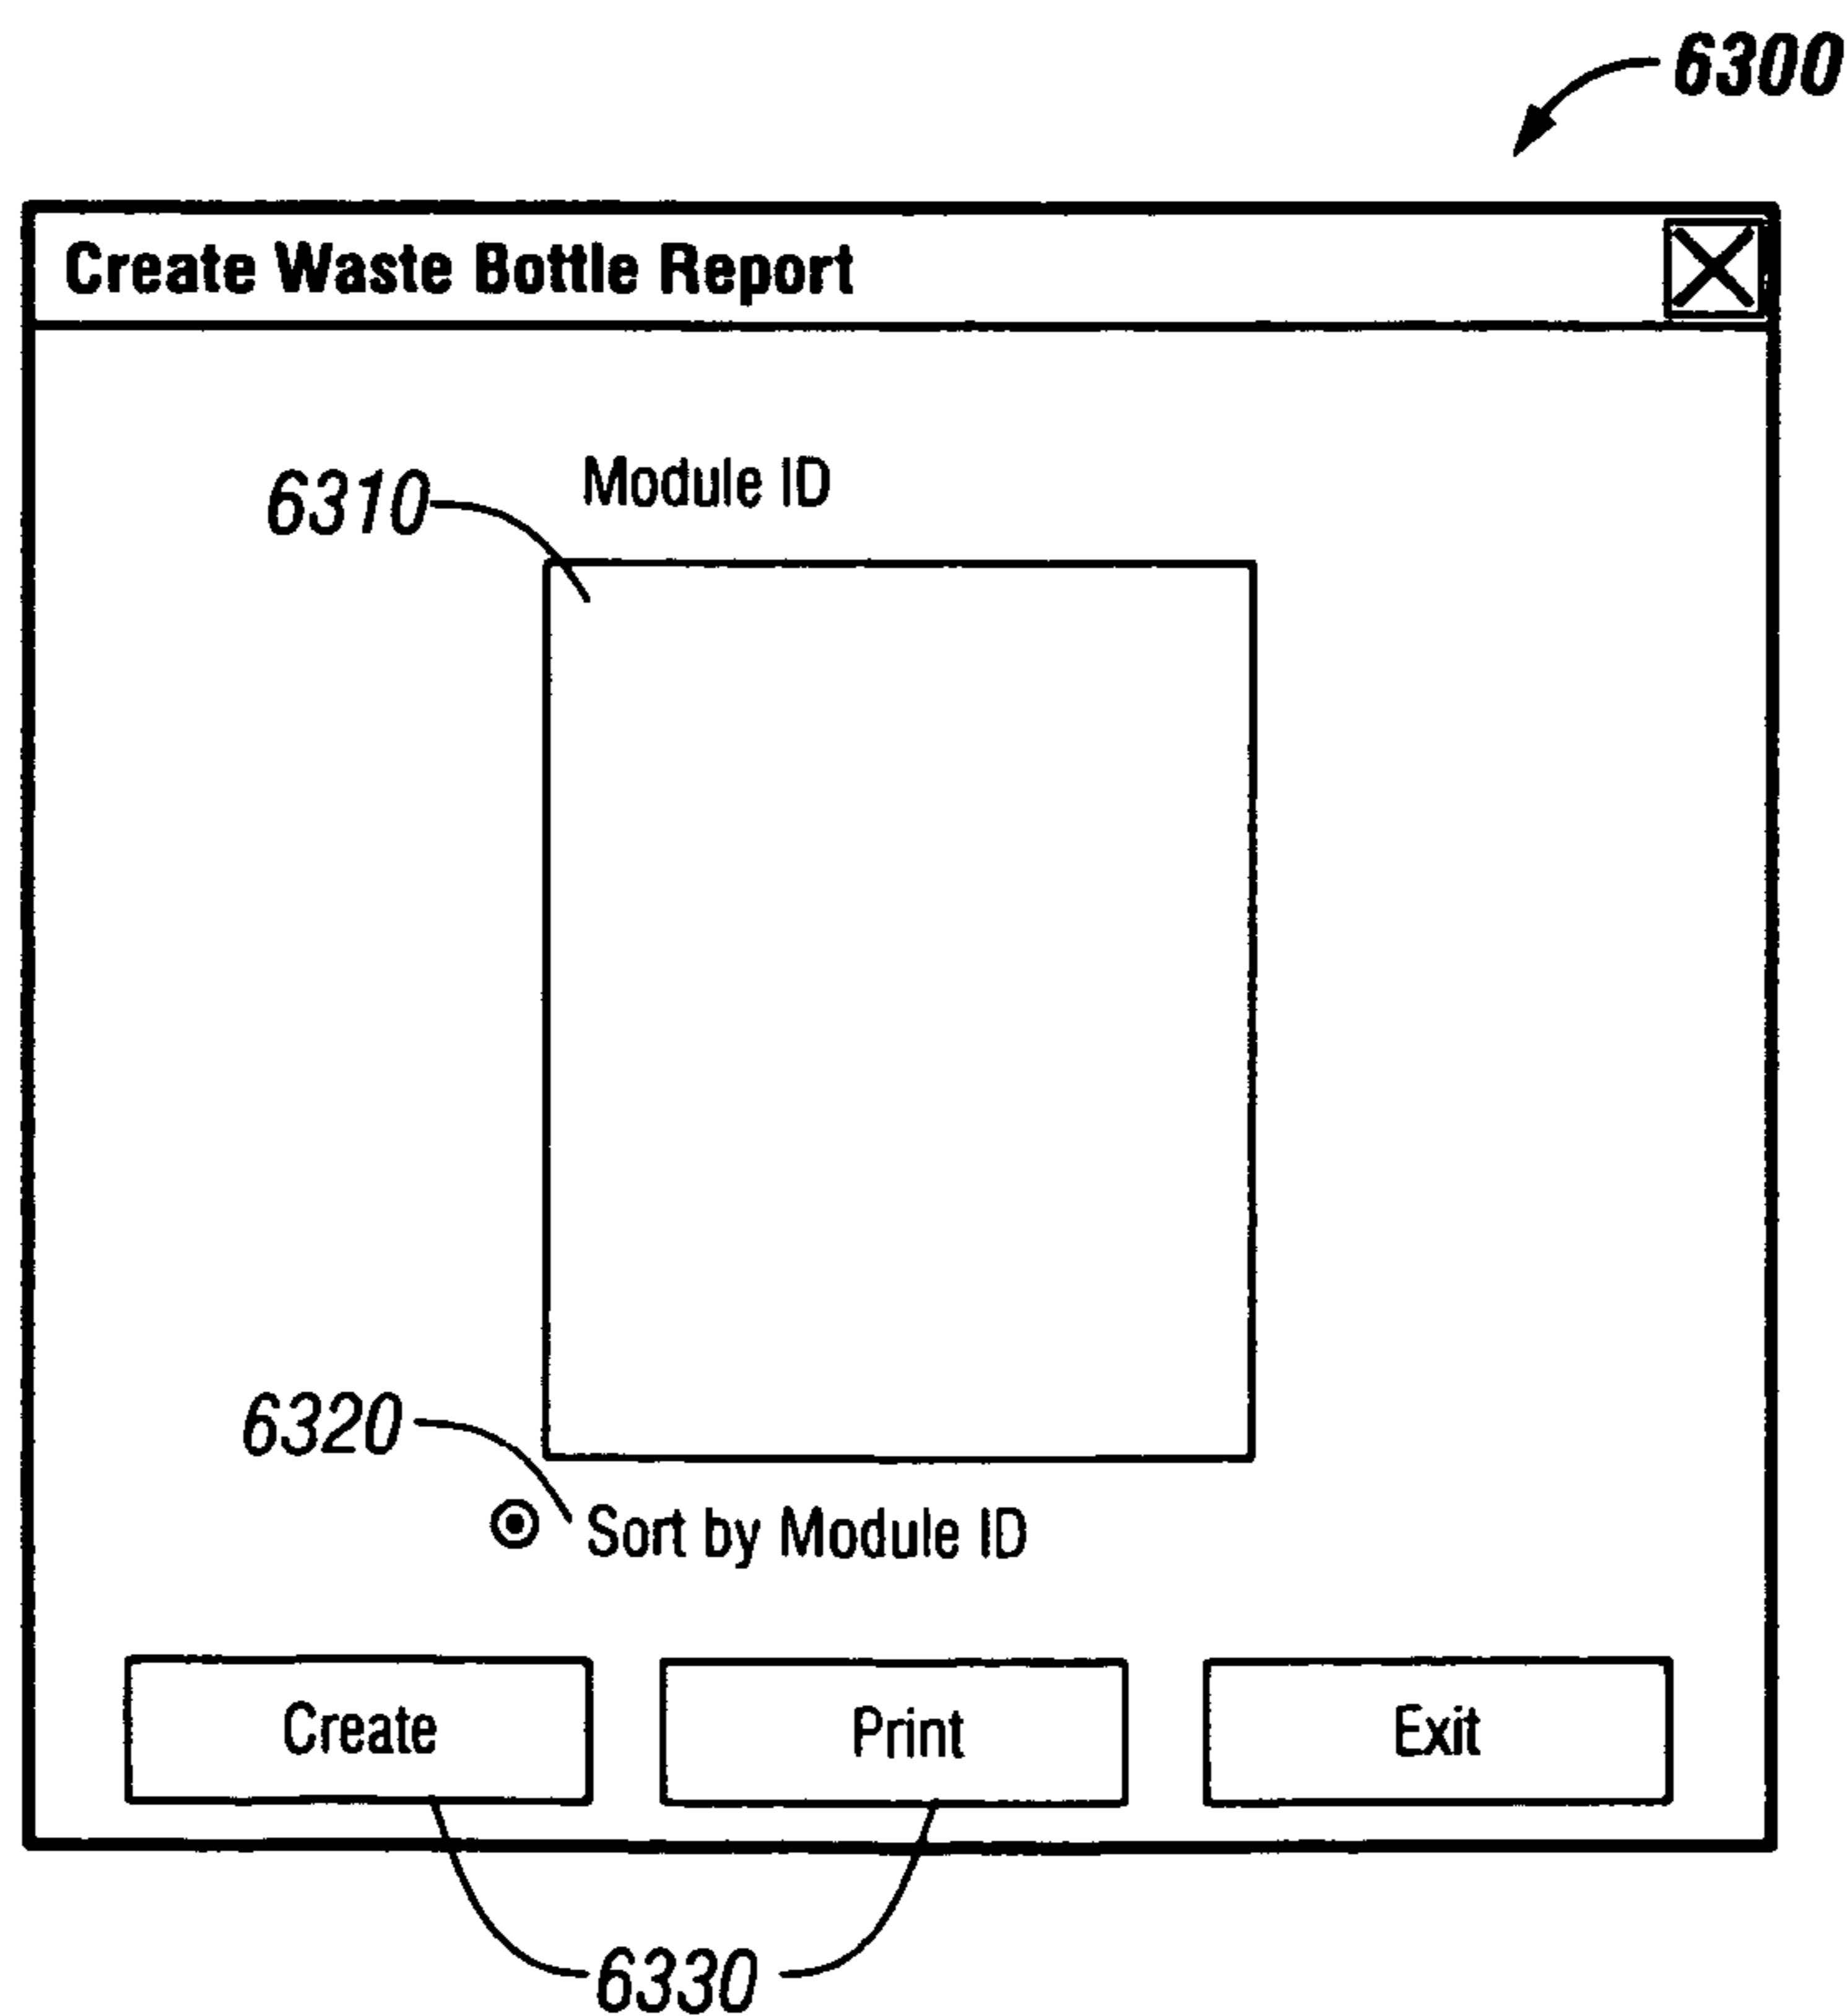 6300
Create Waste Bottle Report
Module ID
6310
6320
Sort by Module ID
Create
Print
Exit
6330